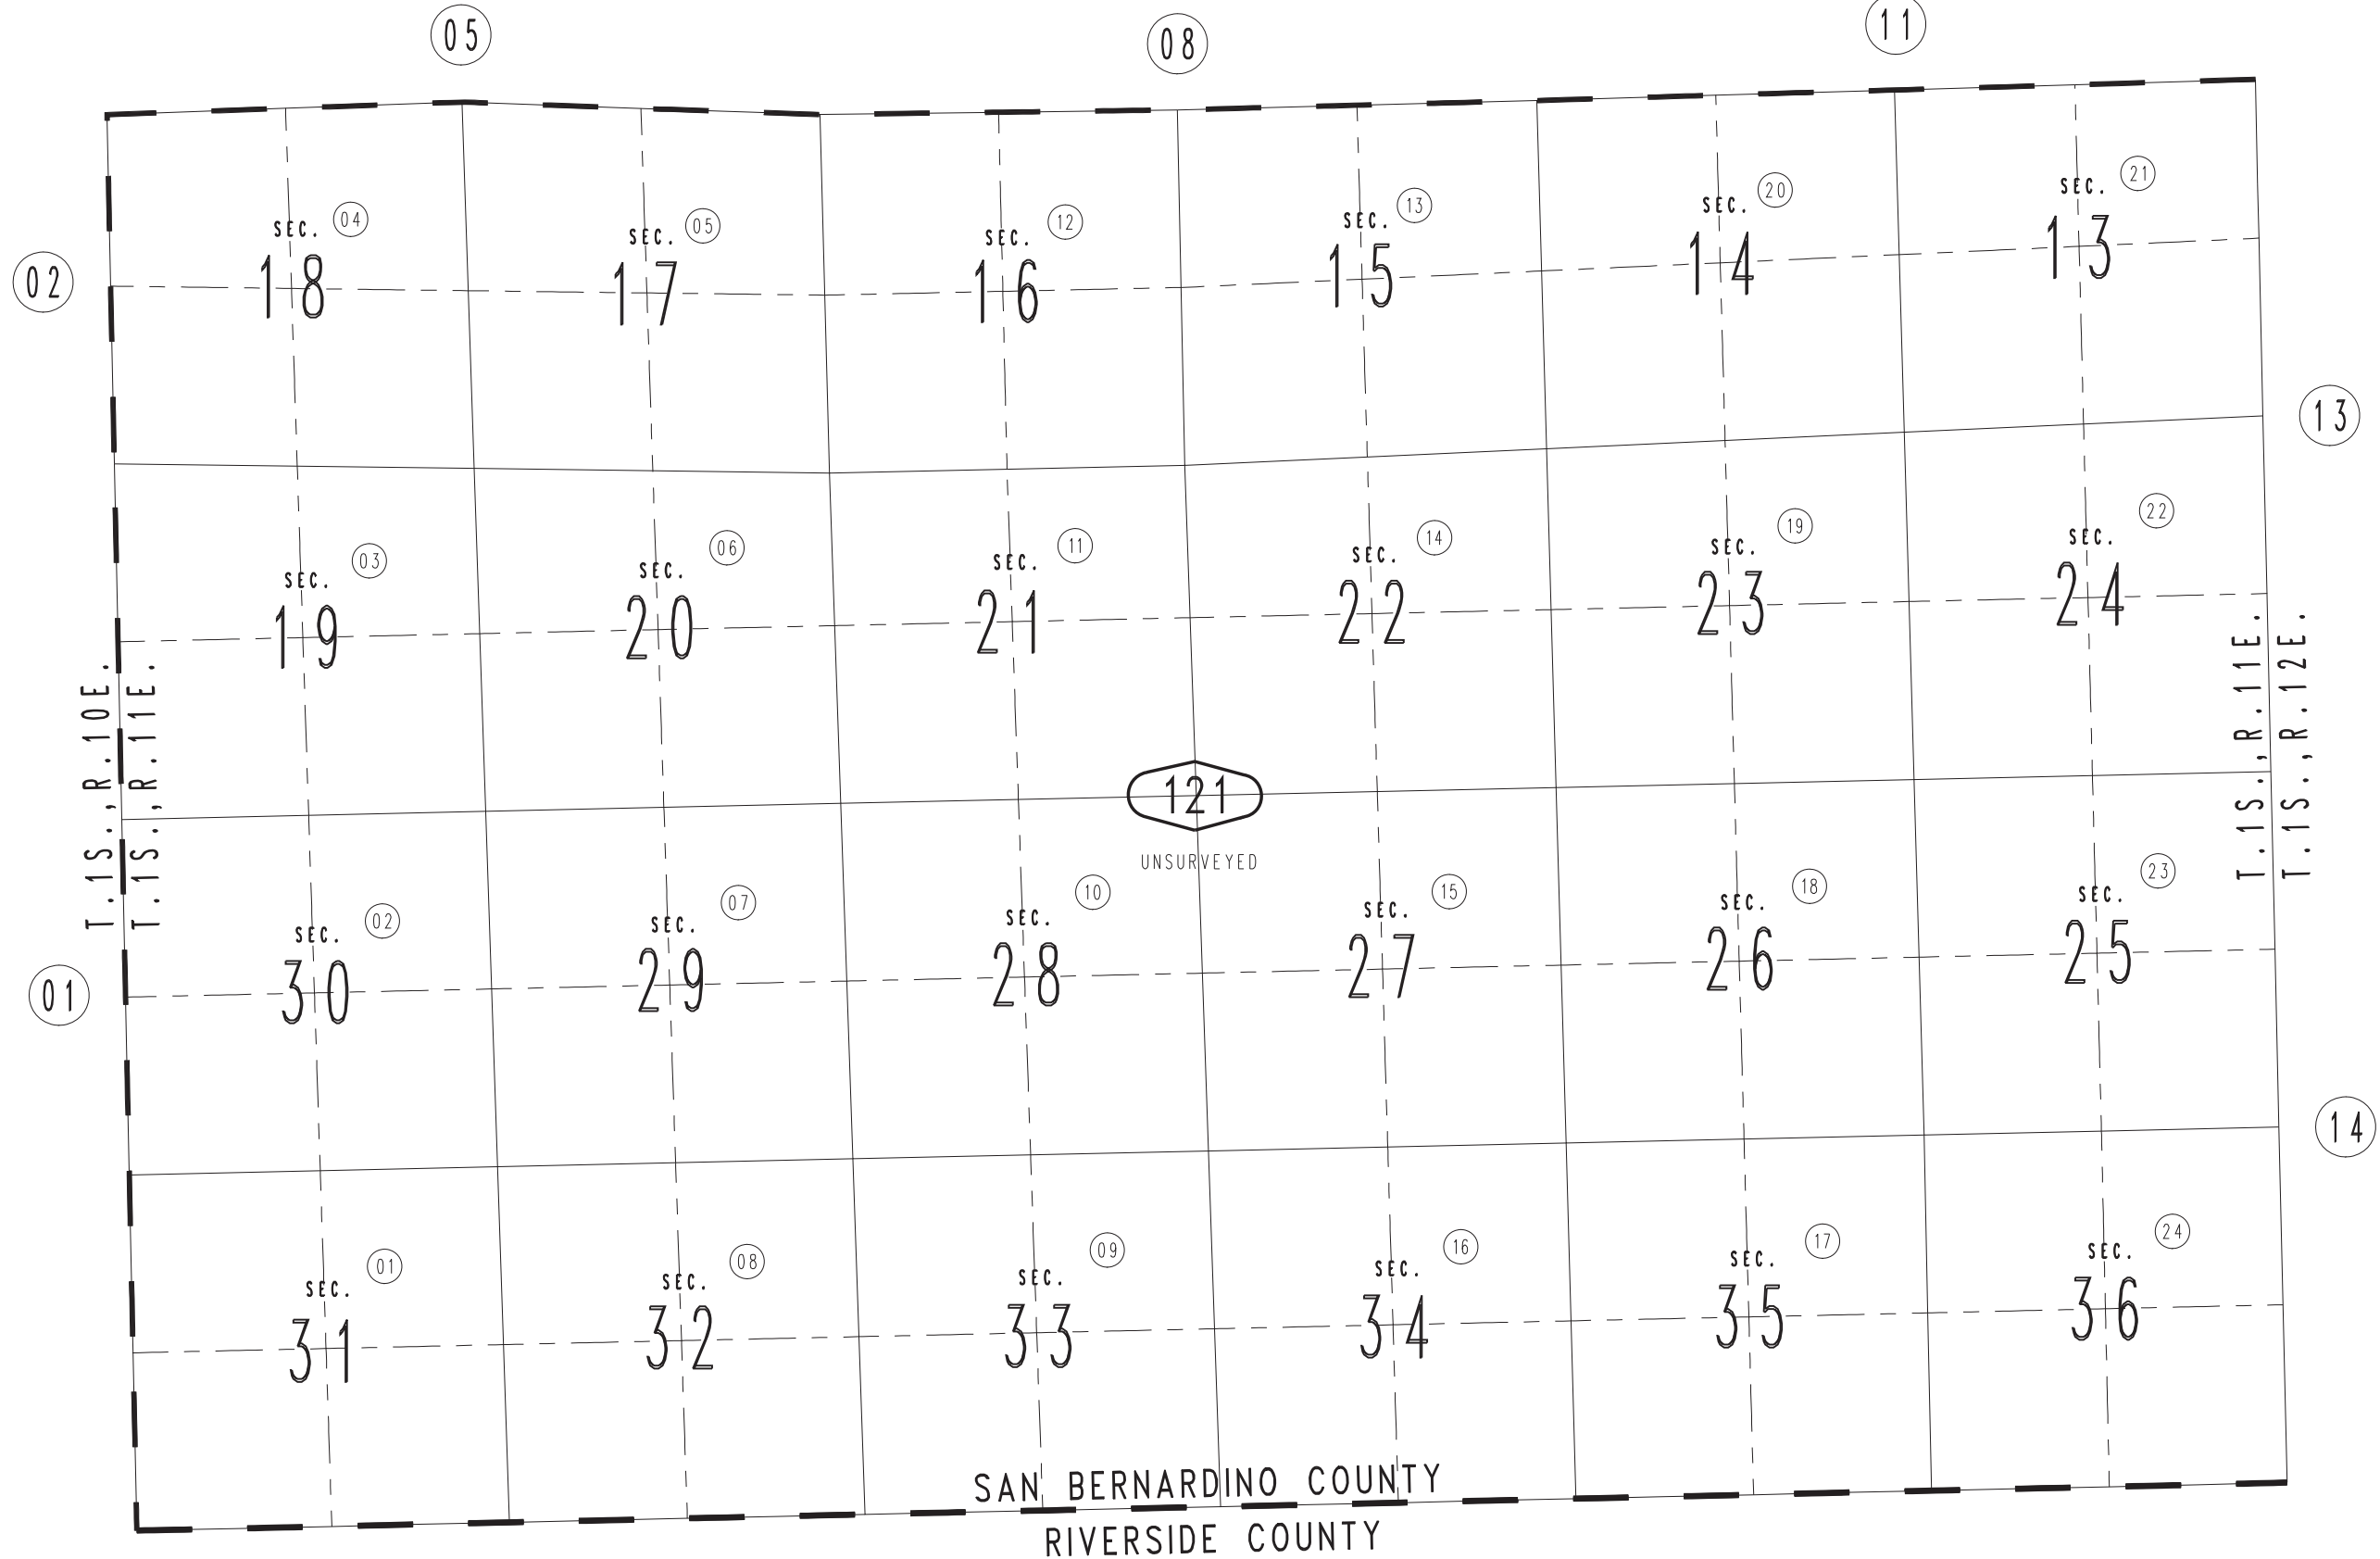 05
08
11
02
SEC. 04
18
SEC. 05
17
SEC. 12
16
SEC. 13
15
SEC. 20
14
SEC. 21
13
13
SEC. 03
19
SEC. 06
20
SEC. 11
21
SEC. 14
22
SEC. 19
23
SEC. 22
24
T.1S.,R.10E.
T.1S.,R.11E.
T.1S.,R.11E.
T.1S.,R.12E.
121
UNSURVEYED
01
SEC. 02
30
SEC. 07
29
SEC. 10
28
SEC. 15
27
SEC. 18
26
SEC. 23
25
14
SEC. 01
31
SEC. 08
32
SEC. 09
33
SEC. 16
34
SEC. 17
35
SEC. 24
36
SAN BERNARDINO COUNTY
RIVERSIDE COUNTY